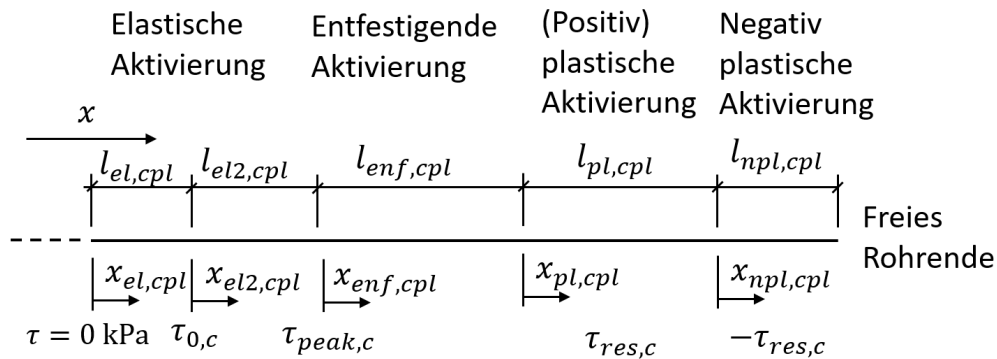 Elastische
Aktivierung
Entfestigende
Aktivierung
(Positiv)
plastische
Aktivierung
Negativ
plastische
Aktivierung
x
l_{el,cpl} l_{el2,cpl} l_{enf,cpl} l_{pl,cpl} l_{npl,cpl}
Freies
Rohrende
x_{el,cpl} x_{el2,cpl} x_{enf,cpl} x_{pl,cpl} x_{npl,cpl}
τ = 0 kPa τ_{0,c} τ_{peak,c} τ_{res,c} −τ_{res,c}